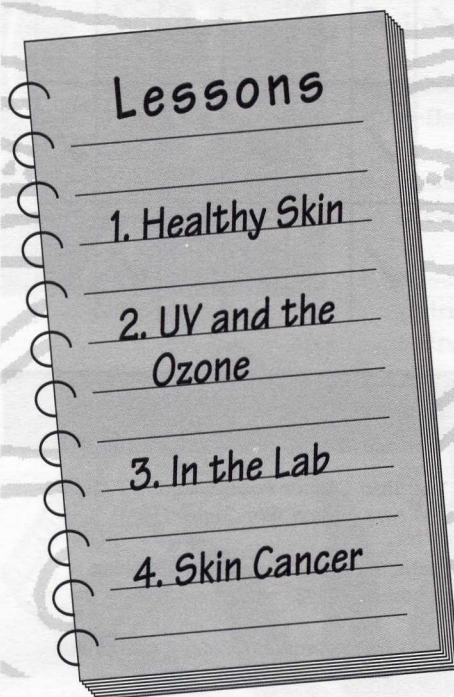 Lessons
1. Healthy Skin
2. UV and the
Ozone
3. In the Lab
4. Skin Cancer